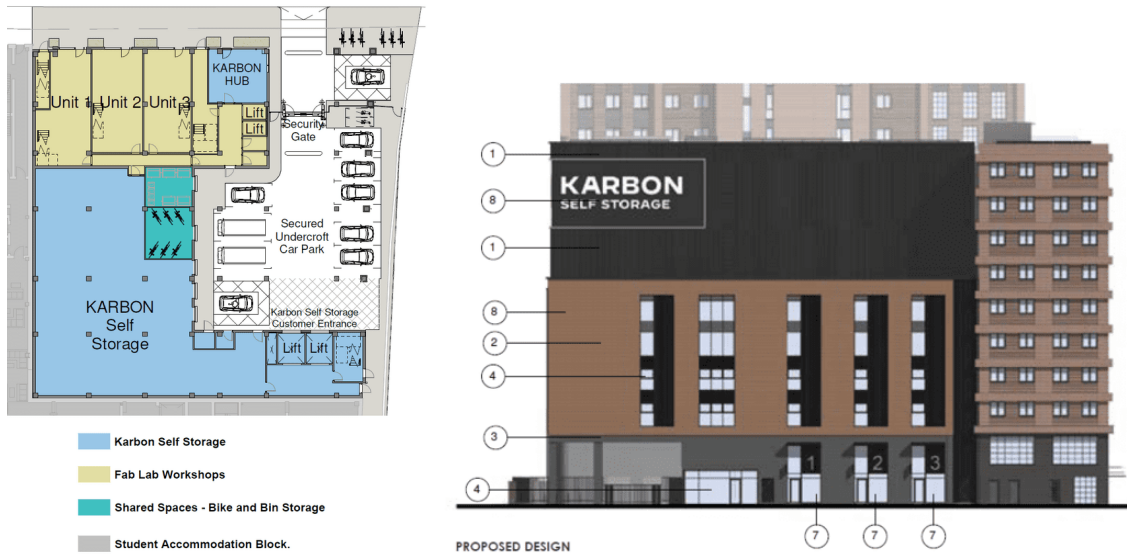 Unit 1
Unit 2
Unit 3
KARBON
HUB
Lift
Lift
Security
Gate
Secured
Undercroft
Car Park
KARBON
Self
Storage
Karbon Self Storage
Customer Entrance
Lift
Lift
Karbon Self Storage
Fab Lab Workshops
Shared Spaces - Bike and Bin Storage
Student Accommodation Block.
1
KARBON
8
SELF STORAGE
1
8
2
4
3
1
2
3
4
7
7
7
PROPOSED DESIGN